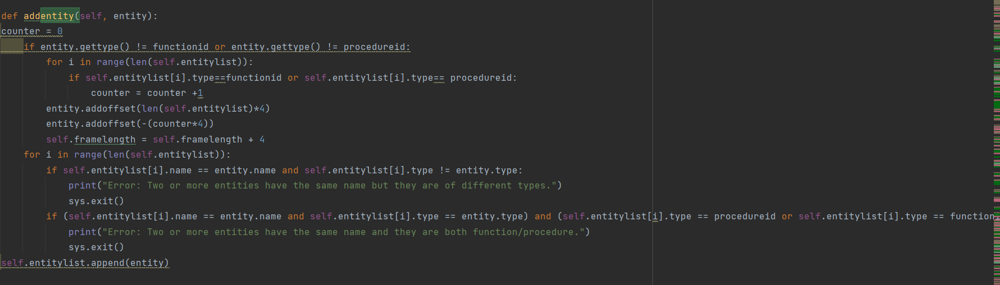 def addentity(self, entity):
counter = 0
    if entity.gettype() != functionid or entity.gettype() != procedureid:
        for i in range(len(self.entitylist)):
            if self.entitylist[i].type==functionid or self.entitylist[i].type== procedureid:
                counter = counter +1
        entity.addoffset(len(self.entitylist)*4)
        entity.addoffset(-(counter*4))
        self.framelength = self.framelength + 4
    for i in range(len(self.entitylist)):
        if self.entitylist[i].name == entity.name and self.entitylist[i].type != entity.type:
            print("Error: Two or more entities have the same name but they are of different types.")
            sys.exit()
        if (self.entitylist[i].name == entity.name and self.entitylist[i].type == entity.type) and (self.entitylist[i].type == procedureid or self.entitylist[i].type == function
            print("Error: Two or more entities have the same name and they are both function/procedure.")
            sys.exit()
self.entitylist.append(entity)